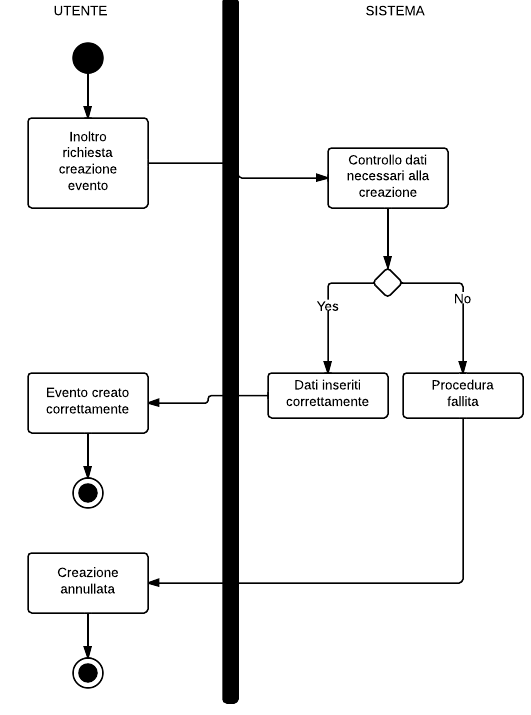 UTENTE
SISTEMA
Inoltro
richiesta
creazione
evento
Controllo dati
necessari alla
creazione
Yes
No
Evento creato
correttamente
Dati inseriti
correttamente
Procedura
fallita
Creazione
annullata